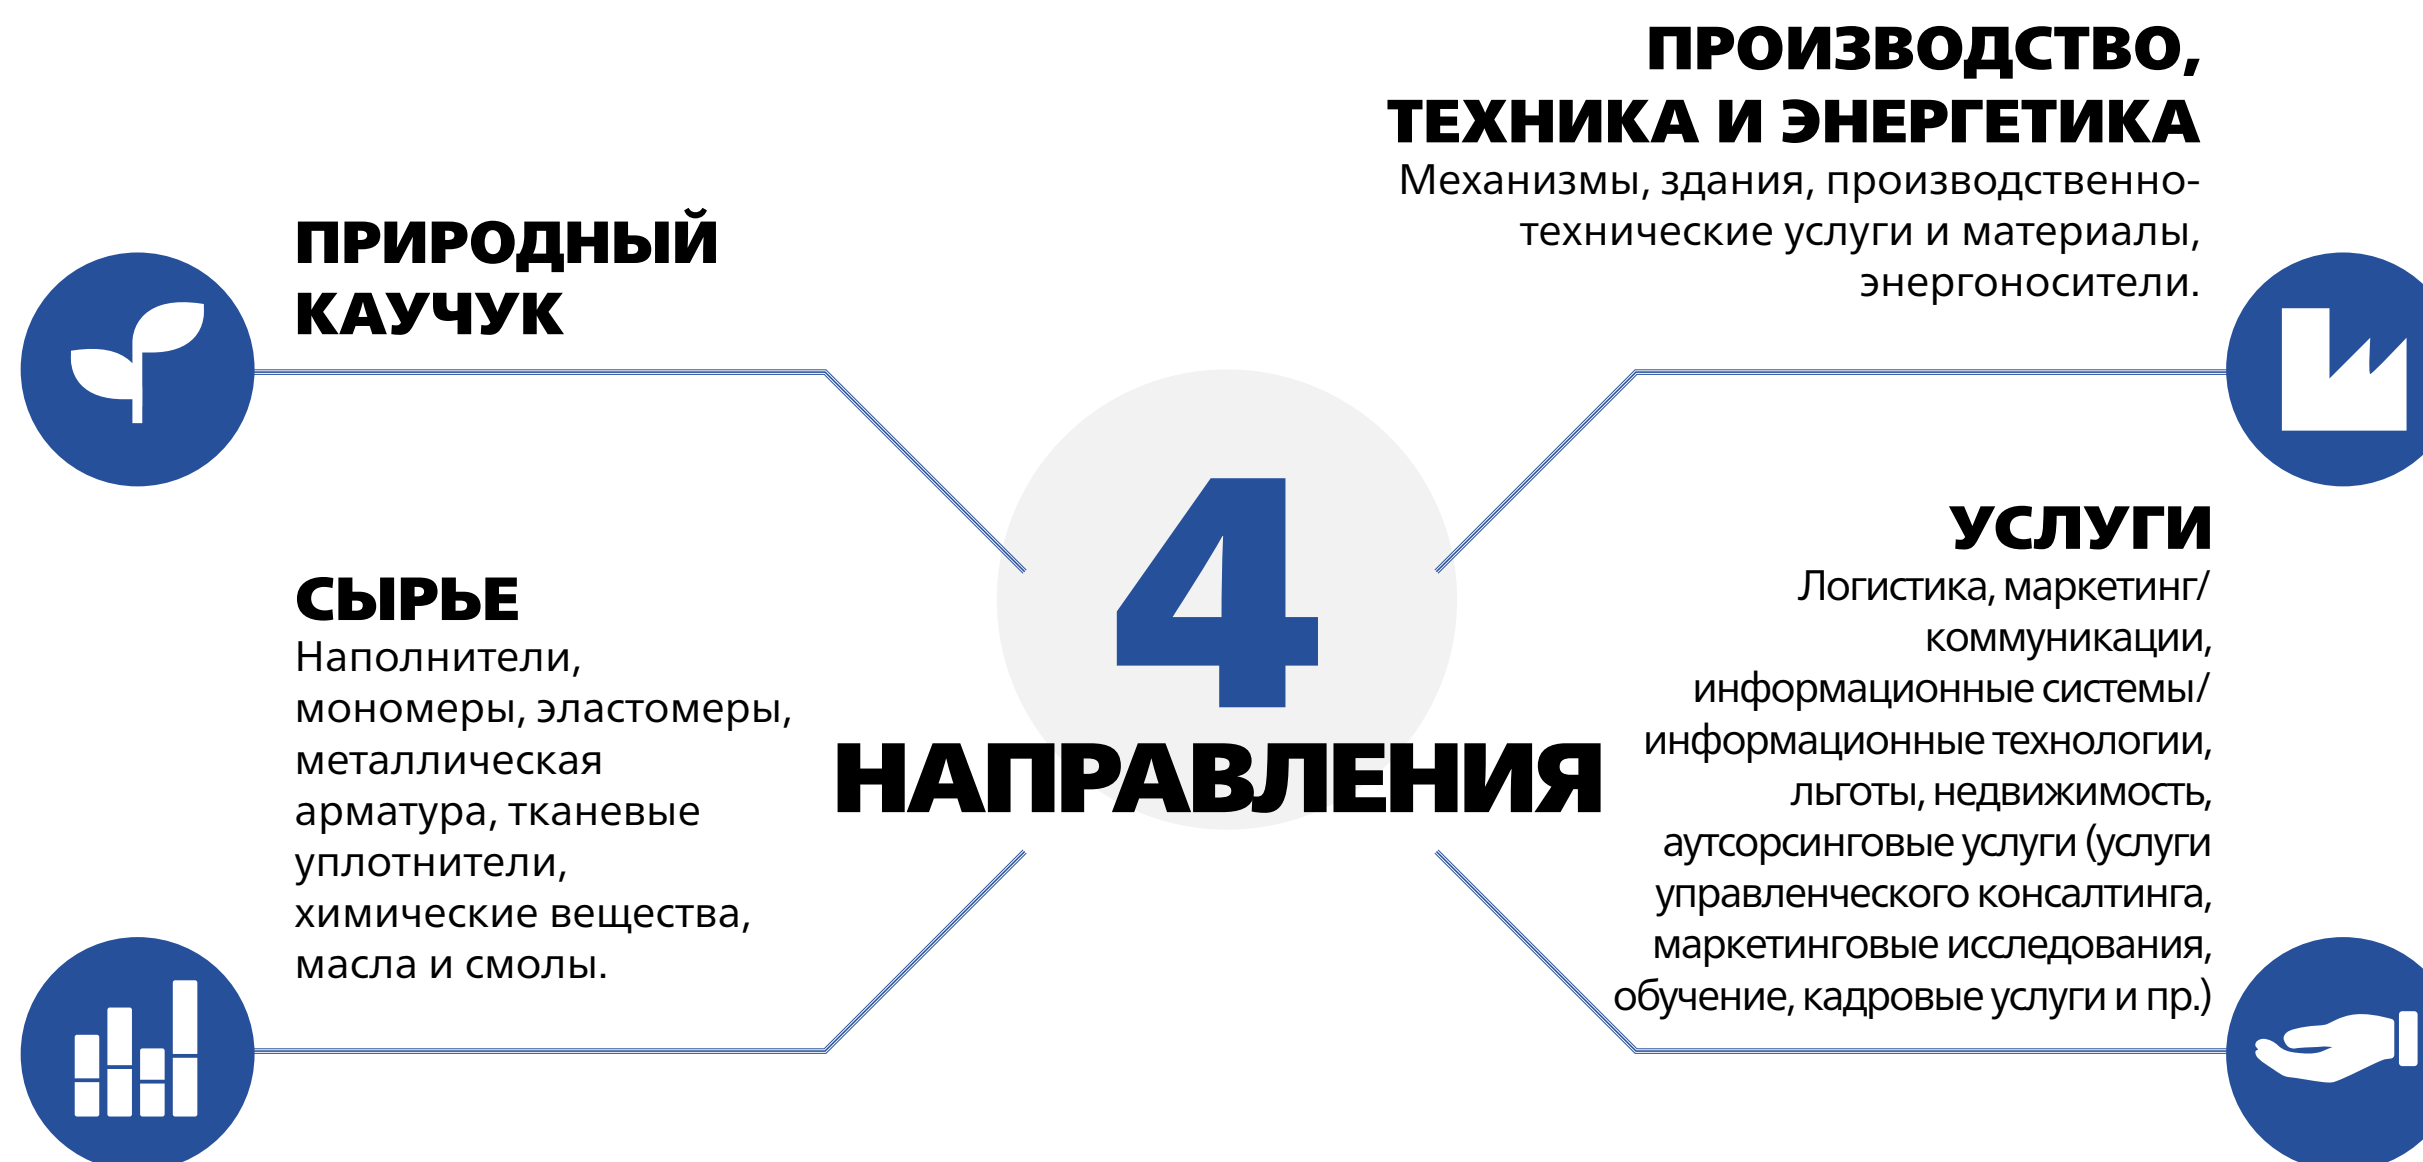 ПРИРОДНЫЙ
КАУЧУК
ПРОИЗВОДСТВО,
ТЕХНИКА И ЭНЕРГЕТИКА
Механизмы, здания, производственно-
технические услуги и материалы,
энергоносители.
4
НАПРАВЛЕНИЯ
СЫРЬЕ
Наполнители,
мономеры, эластомеры,
металлическая
арматура, тканевые
уплотнители,
химические вещества,
масла и смолы.
УСЛУГИ
Логистика, маркетинг/
коммуникации,
информационные системы/
информационные технологии,
льготы, недвижимость,
аутсорсинговые услуги (услуги
управленческого консалтинга,
маркетинговые исследования,
обучение, кадровые услуги и пр.)